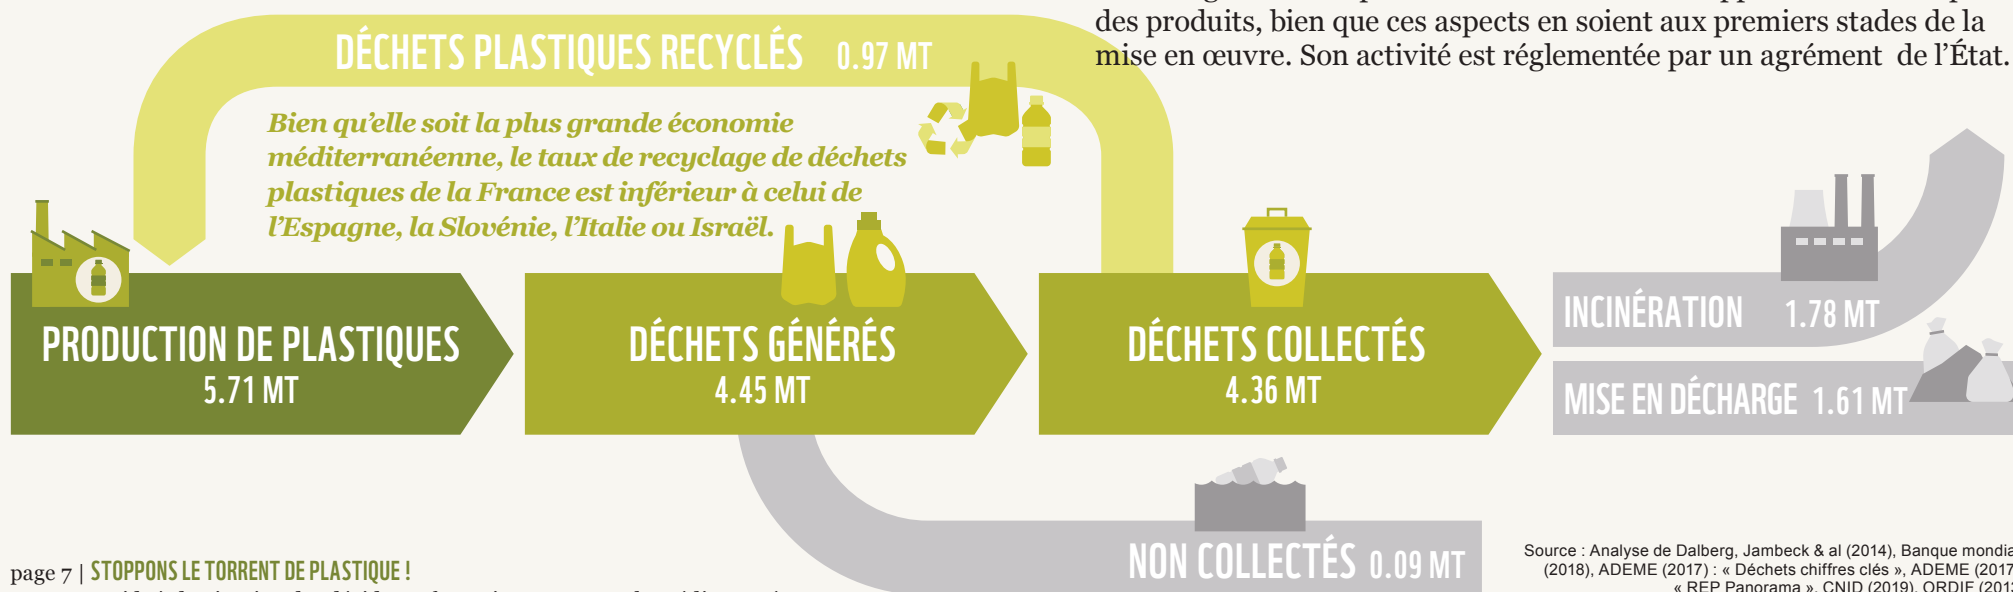 des produits, bien que ces aspects en soient aux premiers stades de la
mise en œuvre. Son activité est réglementée par un agrément de l’État.
DÉCHETS PLASTIQUES RECYCLÉS 0.97 MT
Bien qu’elle soit la plus grande économie
méditerranéenne, le taux de recyclage de déchets
plastiques de la France est inférieur à celui de
l’Espagne, la Slovénie, l’Italie ou Israël.
PRODUCTION DE PLASTIQUES
5.71 MT
DÉCHETS GÉNÉRÉS
4.45 MT
DÉCHETS COLLECTÉS
4.36 MT
INCINÉRATION 1.78 MT
MISE EN DÉCHARGE 1.61 MT
NON COLLECTÉS 0.09 MT
Source : Analyse de Dalberg, Jambeck & al (2014), Banque mondia
(2018), ADEME (2017) : « Déchets chiffres clés », ADEME (2017
« REP Panorama », CNID (2019), ORDIF (201
page 7 | STOPPONS LE TORRENT DE PLASTIQUE !